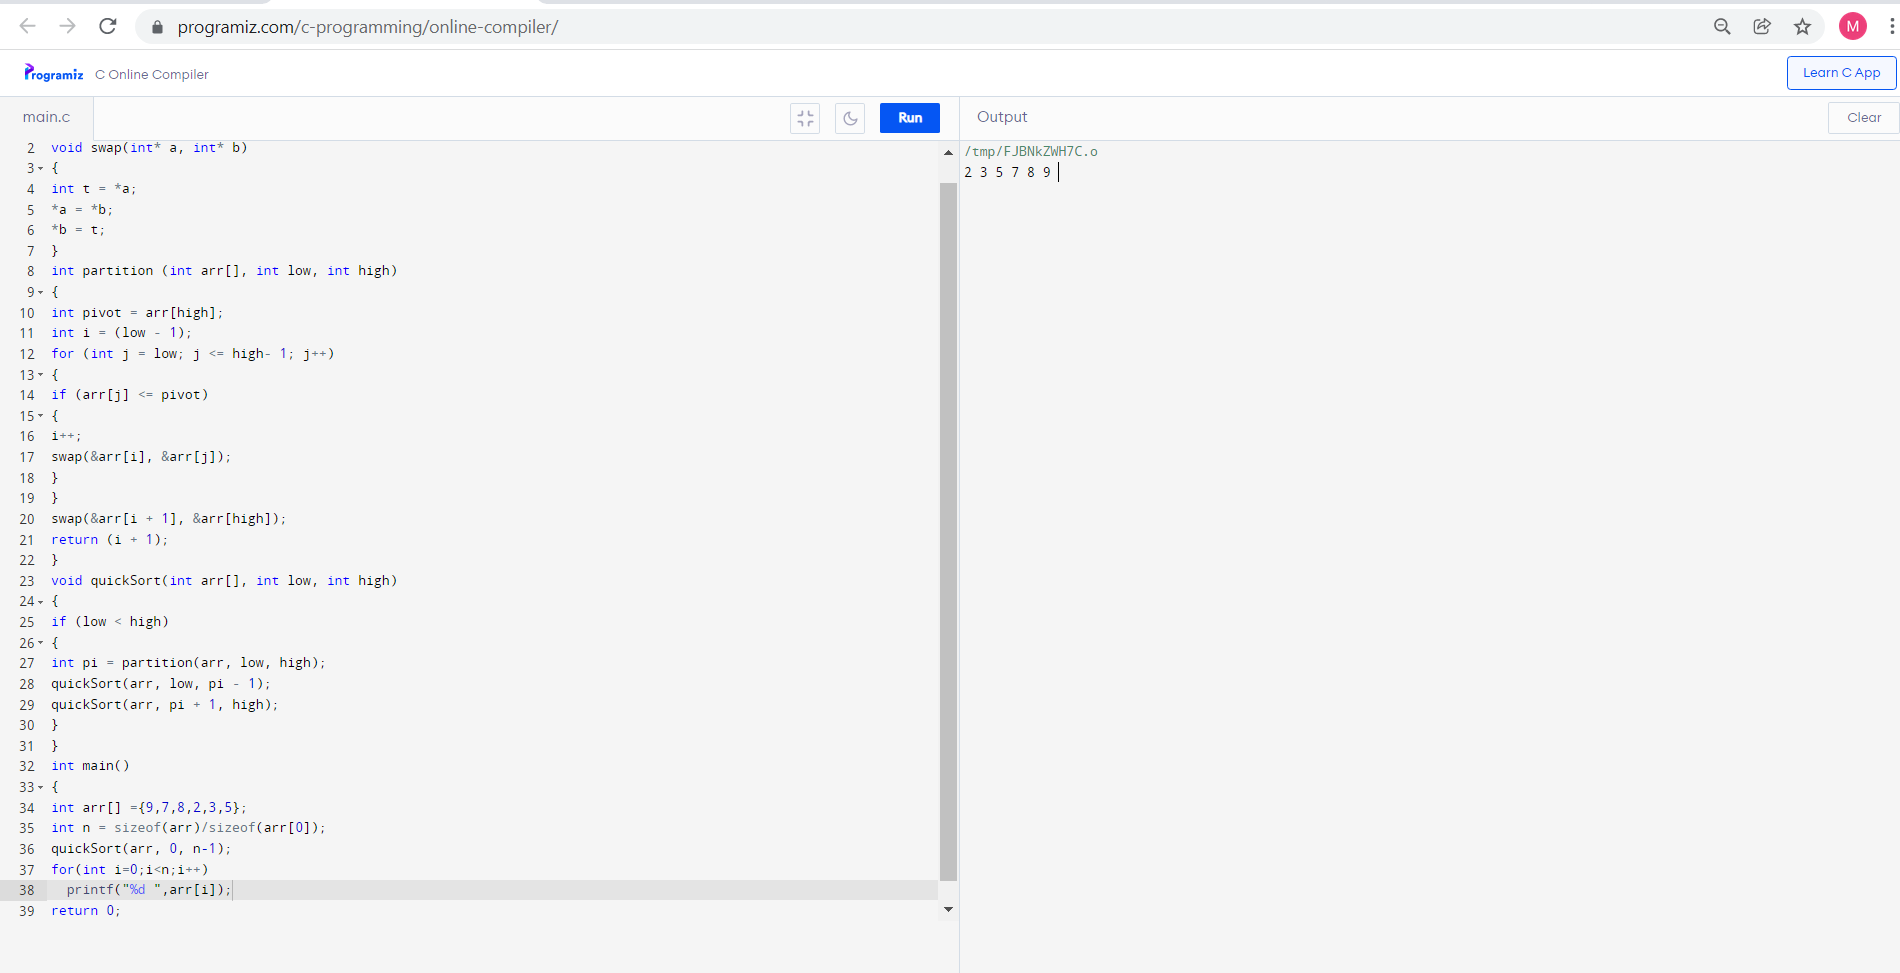 programiz.com/c-programming/online-compiler/
M
Programiz C Online Compiler
Learn C App
main.c
Run
Output
Clear
2 void swap(int* a, int* b)
3 {
4 int t = *a;
5 *a = *b;
6 *b = t;
7 }
8 int partition (int arr[], int low, int high)
9 {
10 int pivot = arr[high];
11 int i = (low - 1);
12 for (int j = low; j <= high- 1; j++)
13 {
14 if (arr[j] <= pivot)
15 {
16 i++;
17 swap(&arr[i], &arr[j]);
18 }
19 }
20 swap(&arr[i + 1], &arr[high]);
21 return (i + 1);
22 }
23 void quickSort(int arr[], int low, int high)
24 {
25 if (low < high)
26 {
27 int pi = partition(arr, low, high);
28 quickSort(arr, low, pi - 1);
29 quickSort(arr, pi + 1, high);
30 }
31 }
32 int main()
33 {
34 int arr[] ={9,7,8,2,3,5};
35 int n = sizeof(arr)/sizeof(arr[0]);
36 quickSort(arr, 0, n-1);
37 for(int i=0;i<n;i++)
38 printf("%d ",arr[i]);
39 return 0;
/tmp/FJBNkZWH7C.o
2 3 5 7 8 9